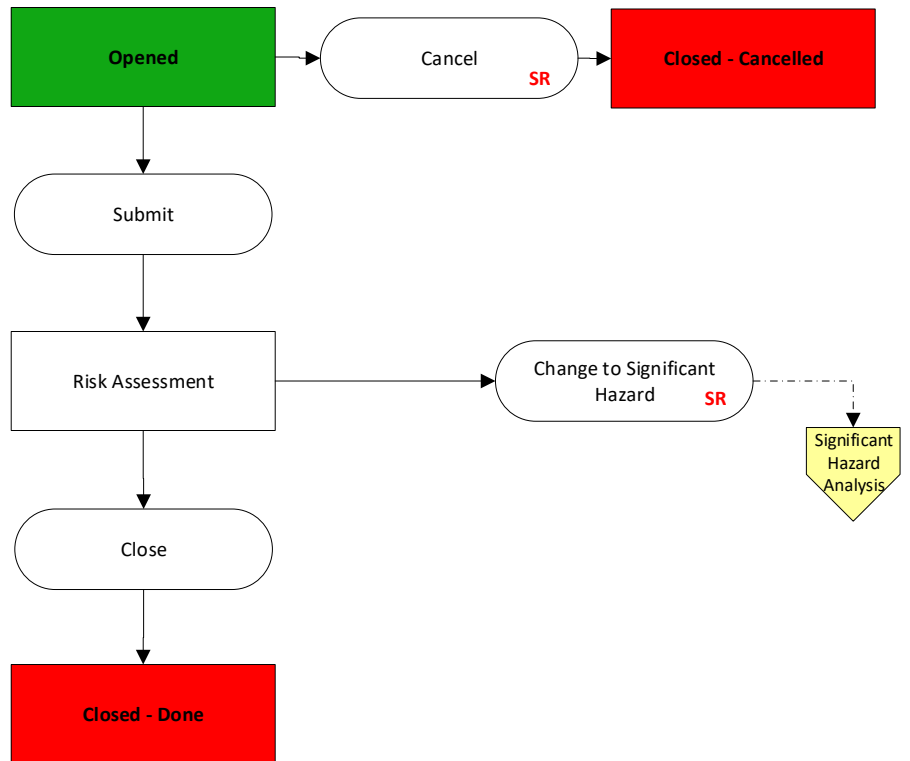 Opened
Cancel
SR
Closed - Cancelled
Submit
Risk Assessment
Change to Significant
Hazard
SR
Significant
Hazard
Analysis
Close
Closed - Done